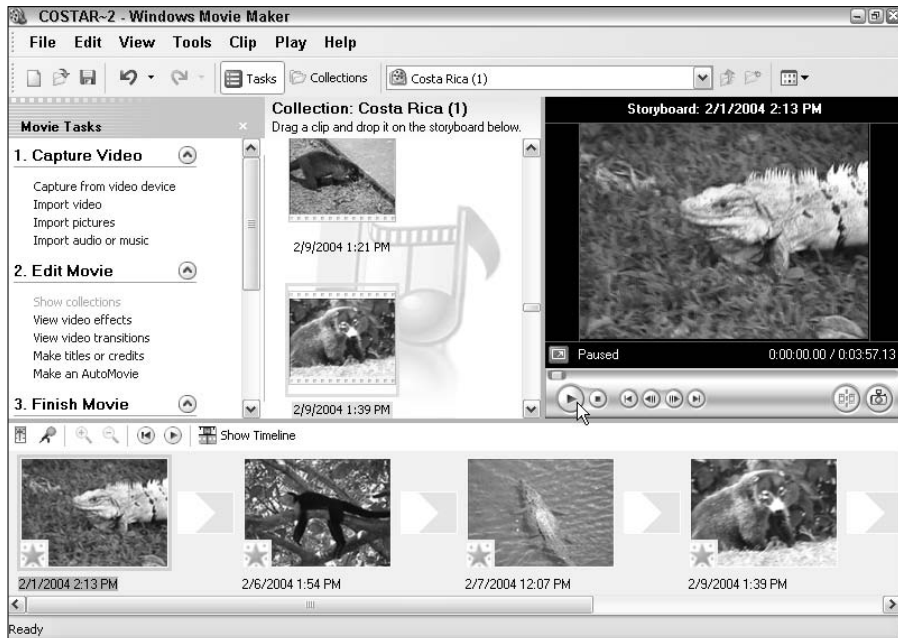 COSTAR~2 - Windows Movie Maker
File Edit View Tools Clip Play Help
Tasks Collections Costa Rica (1)
Movie Tasks
1. Capture Video
Capture from video device
Import video
Import pictures
Import audio or music
2. Edit Movie
Show collections
View video effects
View video transitions
Make titles or credits
Make an AutoMovie
3. Finish Movie
Collection: Costa Rica (1)
Drag a clip and drop it on the storyboard below.
2/9/2004 1:21 PM
2/9/2004 1:39 PM
Storyboard: 2/1/2004 2:13 PM
Paused 0:00:00.00 / 0:03:57.13
Show Timeline
2/1/2004 2:13 PM 2/6/2004 1:54 PM 2/7/2004 12:07 PM 2/9/2004 1:39 PM
Ready